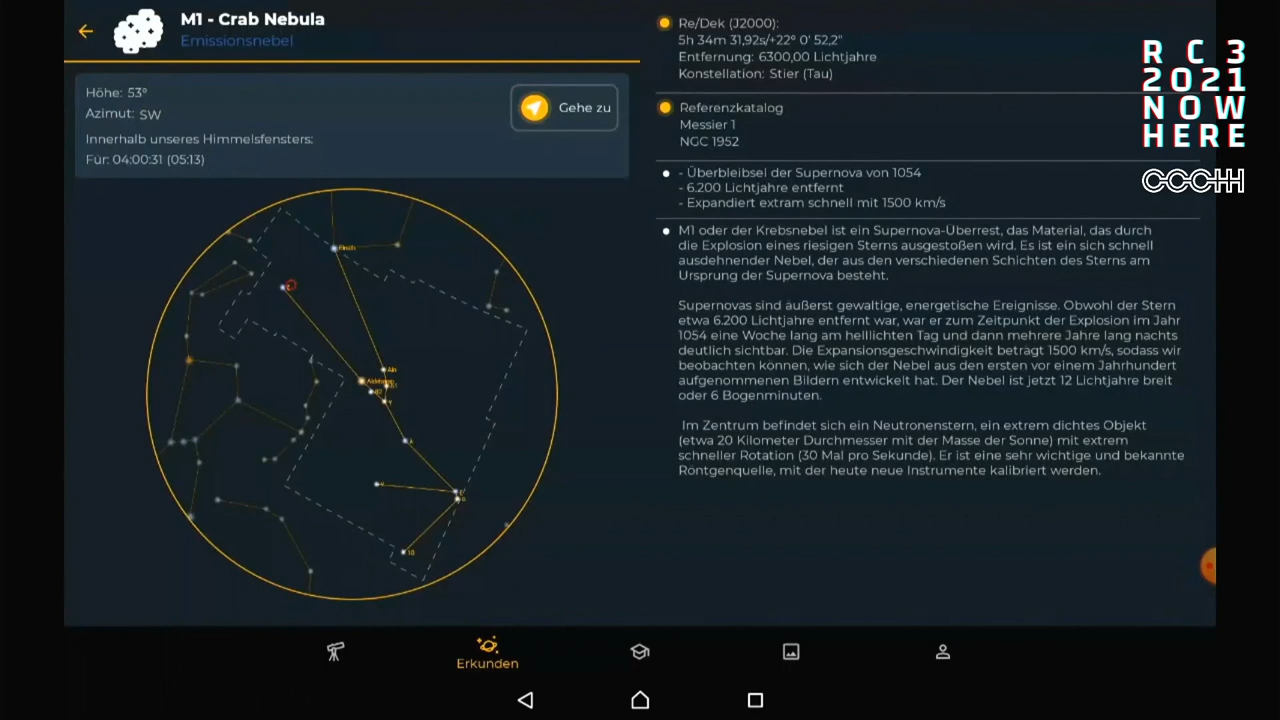 M1 - Crab Nebula
Emissionsnebel
Höhe: 53°
Azimut: SW
Innerhalb unseres Himmelsfensters:
Für: 04:00:31 (05:13)
Gehe zu
Re/Dek (J2000):
5h 34m 31,92s/+22° 0' 52,2"
Entfernung: 6300,00 Lichtjahre
Konstellation: Stier (Tau)
Referenzkatalog
Messier 1
NGC 1952
- Überbleibsel der Supernova von 1054
- 6.200 Lichtjahre entfernt
- Expandiert extram schnell mit 1500 km/s
M1 oder der Krebsnebel ist ein Supernova-Überrest, das Material, das durch
die Explosion eines riesigen Sterns ausgestoßen wird. Es ist ein sich schnell
ausdehnender Nebel, der aus den verschiedenen Schichten des Sterns am
Ursprung der Supernova besteht.
Supernovas sind äußerst gewaltige, energetische Ereignisse. Obwohl der Stern
etwa 6.200 Lichtjahre entfernt war, war er zum Zeitpunkt der Explosion im Jahr
1054 eine Woche lang am helllichten Tag und dann mehrere Jahre lang nachts
deutlich sichtbar. Die Expansionsgeschwindigkeit beträgt 1500 km/s, sodass wir
beobachten können, wie sich der Nebel aus den ersten vor einem Jahrhundert
aufgenommenen Bildern entwickelt hat. Der Nebel ist jetzt 12 Lichtjahre breit
oder 6 Bogenminuten.
Im Zentrum befindet sich ein Neutronenstern, ein extrem dichtes Objekt
(etwa 20 Kilometer Durchmesser mit der Masse der Sonne) mit extrem
schneller Rotation (30 Mal pro Sekunde). Er ist eine sehr wichtige und bekannte
Röntgenquelle, mit der heute neue Instrumente kalibriert werden.
RC3
2021
NOW
HERE
Elnath
Ain
10
Erkunden